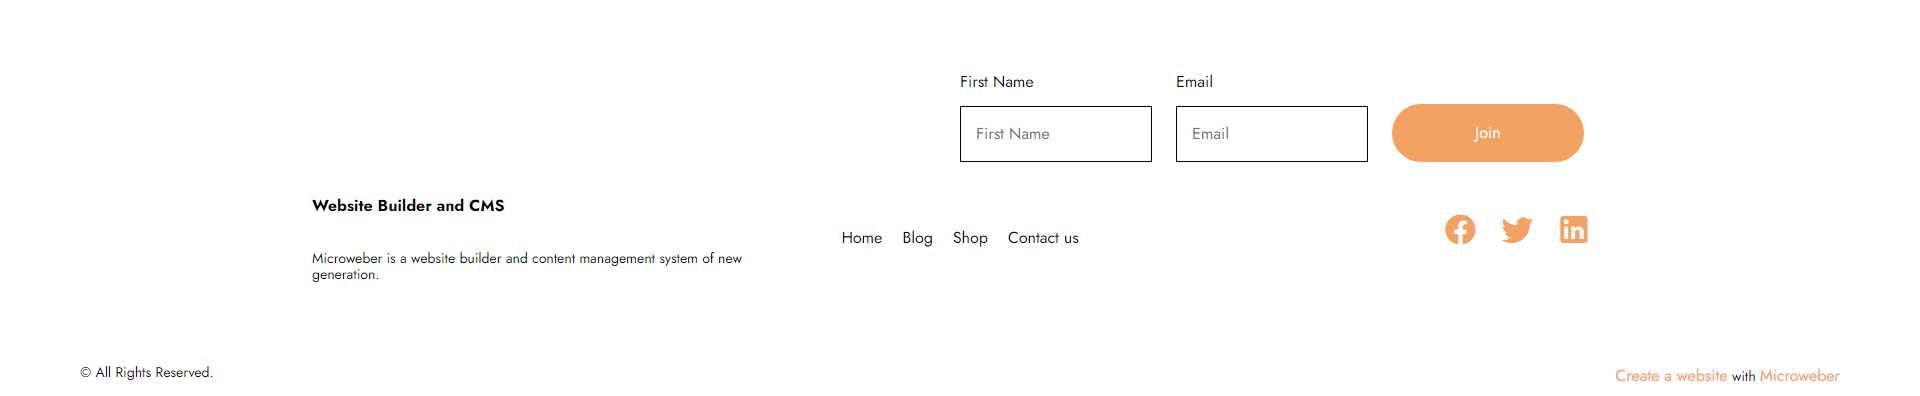 First Name
Email
First Name
Email
Join
Website Builder and CMS
Home
Blog
Shop
Contact us
Microweber is a website builder and content management system of new
generation.
© All Rights Reserved.
Create a website with Microweber